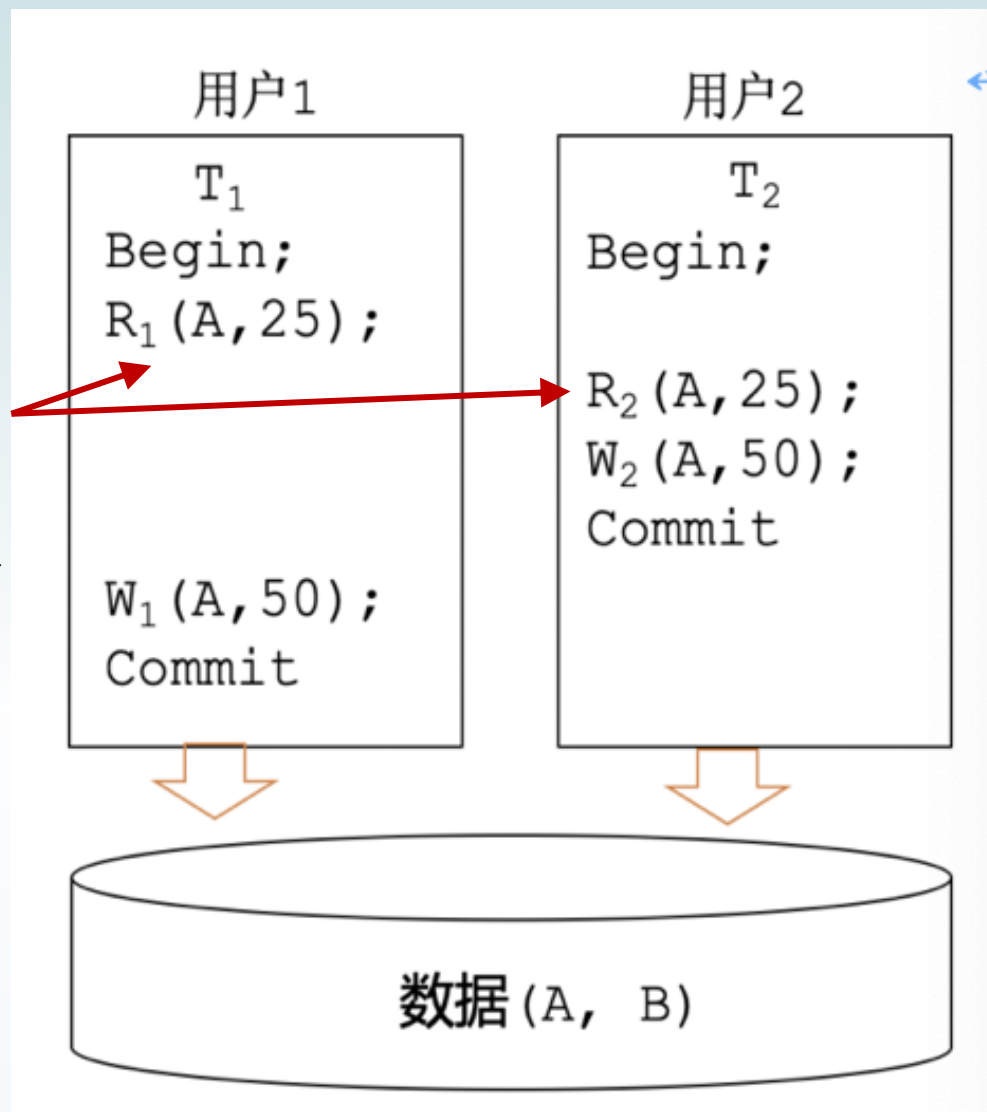 用户1
T₁
Begin;
R₁(A,25);
W₁(A,50);
Commit
用户2
T₂
Begin;
R₂(A,25);
W₂(A,50);
Commit
数据(A, B)